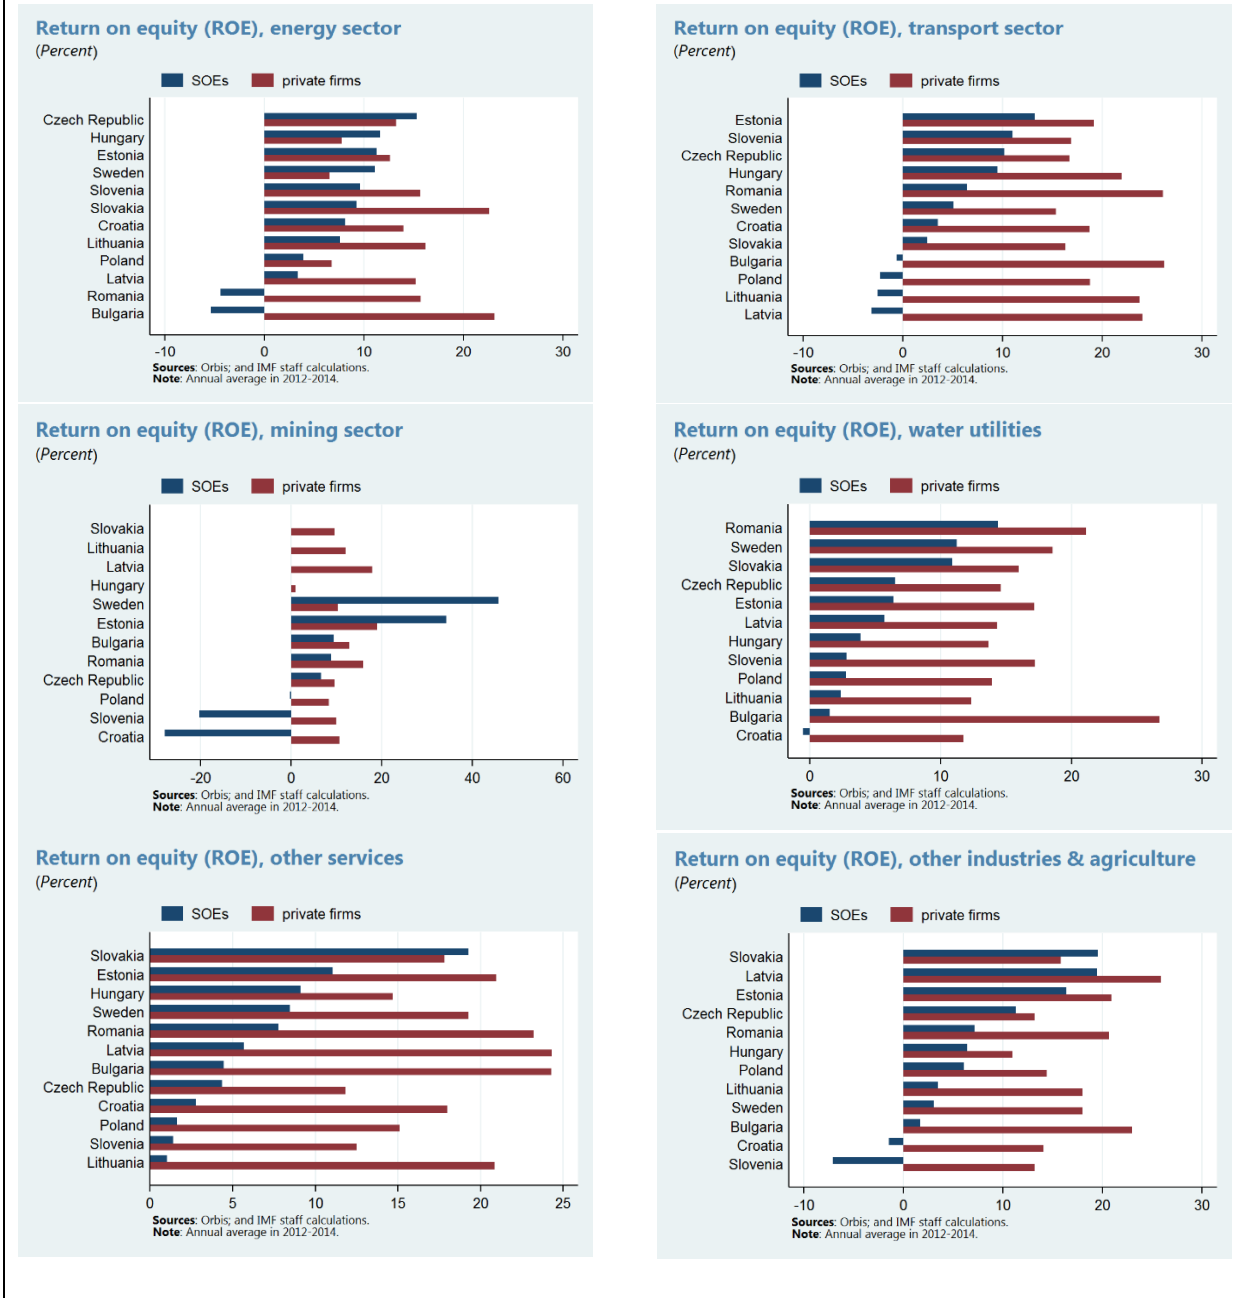 Return on equity (ROE), energy sector
(Percent)
SOEs private firms
Czech Republic
Hungary
Estonia
Sweden
Slovenia
Slovakia
Croatia
Lithuania
Poland
Latvia
Romania
Bulgaria
-10 0 10 20 30
Sources: Orbis; and IMF staff calculations.
Note: Annual average in 2012-2014.
Return on equity (ROE), transport sector
(Percent)
SOEs private firms
Estonia
Slovenia
Czech Republic
Hungary
Romania
Sweden
Croatia
Slovakia
Bulgaria
Poland
Lithuania
Latvia
-10 0 10 20 30
Sources: Orbis; and IMF staff calculations.
Note: Annual average in 2012-2014.
Return on equity (ROE), mining sector
(Percent)
SOEs private firms
Slovakia
Lithuania
Latvia
Hungary
Sweden
Estonia
Bulgaria
Romania
Czech Republic
Poland
Slovenia
Croatia
-20 0 20 40 60
Sources: Orbis; and IMF staff calculations.
Note: Annual average in 2012-2014.
Return on equity (ROE), water utilities
(Percent)
SOEs private firms
Romania
Sweden
Slovakia
Czech Republic
Estonia
Latvia
Hungary
Slovenia
Poland
Lithuania
Bulgaria
Croatia
0 10 20 30
Sources: Orbis; and IMF staff calculations.
Note: Annual average in 2012-2014.
Return on equity (ROE), other services
(Percent)
SOEs private firms
Slovakia
Estonia
Hungary
Sweden
Romania
Latvia
Bulgaria
Czech Republic
Croatia
Poland
Slovenia
Lithuania
0 5 10 15 20 25
Sources: Orbis; and IMF staff calculations.
Note: Annual average in 2012-2014.
Return on equity (ROE), other industries & agriculture
(Percent)
SOEs private firms
Slovakia
Latvia
Estonia
Czech Republic
Romania
Hungary
Poland
Lithuania
Sweden
Bulgaria
Croatia
Slovenia
-10 0 10 20 30
Sources: Orbis; and IMF staff calculations.
Note: Annual average in 2012-2014.